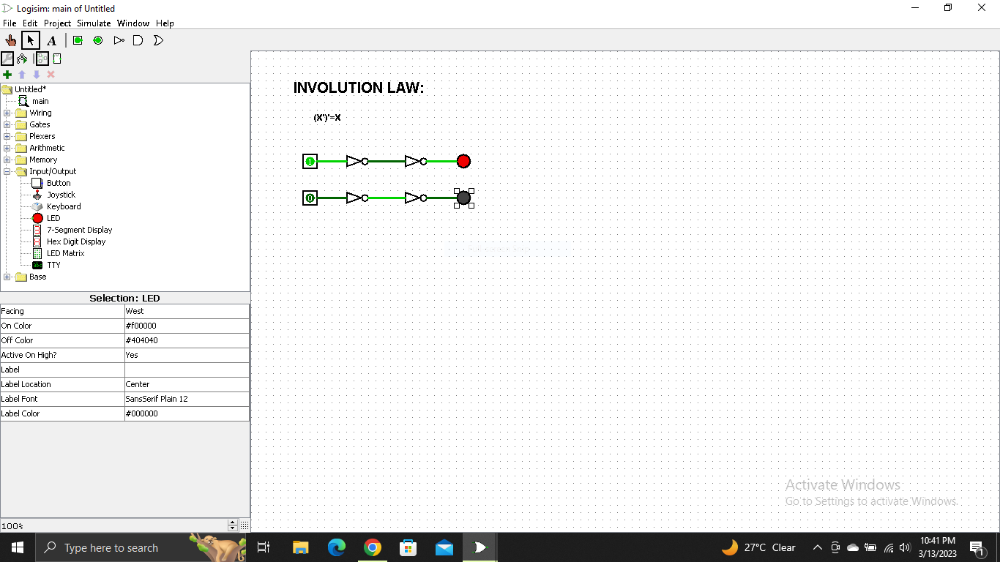 Logisim: main of Untitled
File Edit Project Simulate Window Help
A
Untitled*
main
Wiring
Gates
Plexers
Arithmetic
Memory
Input/Output
Button
Joystick
Keyboard
LED
7-Segment Display
Hex Digit Display
LED Matrix
TTY
Base
Selection: LED
Facing West
On Color #f00000
Off Color #404040
Active On High? Yes
Label
Label Location Center
Label Font SansSerif Plain 12
Label Color #000000
100%
INVOLUTION LAW:
(X')'=X
1
0
Activate Windows
Go to Settings to activate Windows.
Type here to search
27°C Clear
10:41 PM
3/13/2023
1